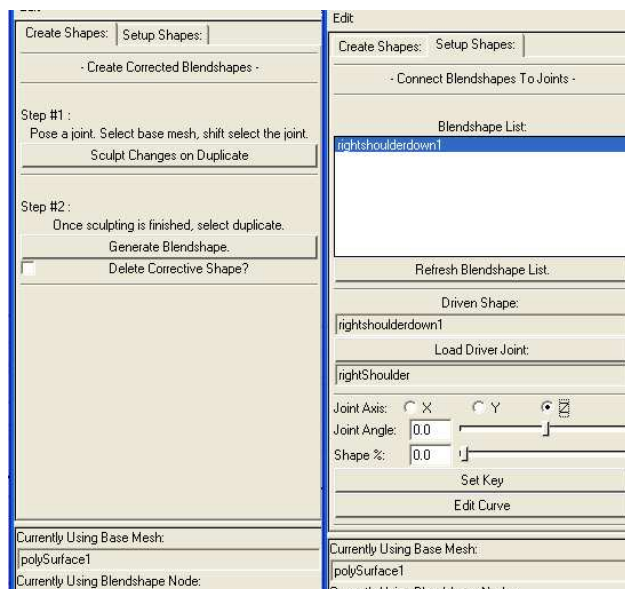 Create Shapes:
Setup Shapes:
- Create Corrected Blendshapes -
Step #1 :
Pose a joint. Select base mesh, shift select the joint.
Sculpt Changes on Duplicate
Step #2 :
Once sculpting is finished, select duplicate.
Generate Blendshape.
Delete Corrective Shape?
Currently Using Base Mesh:
polySurface1
Currently Using Blendshape Node:
Edit
Create Shapes:
Setup Shapes:
- Connect Blendshapes To Joints -
Blendshape List:
rightshoulderdown1
Refresh Blendshape List.
Driven Shape:
rightshoulderdown1
Load Driver Joint:
rightShoulder
Joint Axis: X Y Z
Joint Angle: 0.0
Shape %: 0.0
Set Key
Edit Curve
Currently Using Base Mesh:
polySurface1